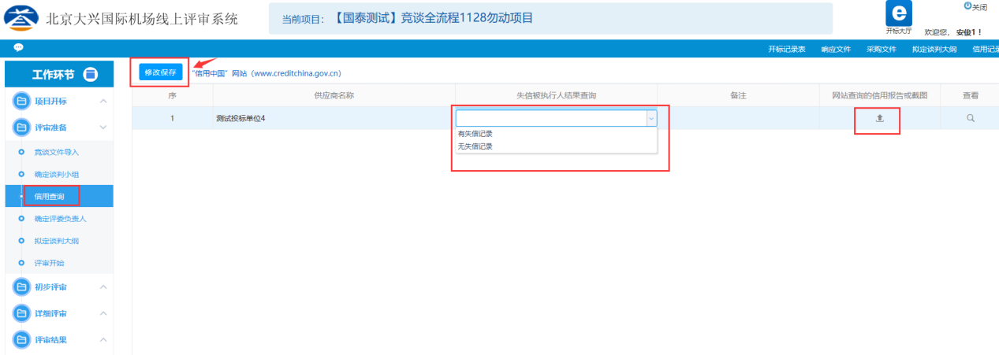 北京大兴国际机场线上评审系统
当前项目：【国泰测试】竞谈全流程1128勿动项目
e
开标大厅
关闭
欢迎您，安俊1！
开标记录表 响应文件 采购文件 拟定谈判大纲 信用记录
工作环节
修改保存 "信用中国"网站（www.creditchina.gov.cn）
项目开标
评审准备
竞谈文件导入
确定谈判小组
信用查询
确定评委负责人
拟定谈判大纲
评审开始
初步评审
详细评审
评审结果
序 供应商名称 失信被执行人结果查询 备注 网站查询的信用报告或截图 查看
1 测试投标单位4
有失信记录
无失信记录